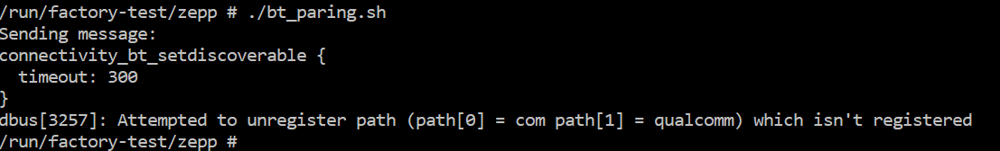 /run/factory-test/zepp # ./bt_paring.sh
Sending message:
connectivity_bt_setdiscoverable {
  timeout: 300
}
dbus[3257]: Attempted to unregister path (path[0] = com path[1] = qualcomm) which isn't registered
/run/factory-test/zepp #